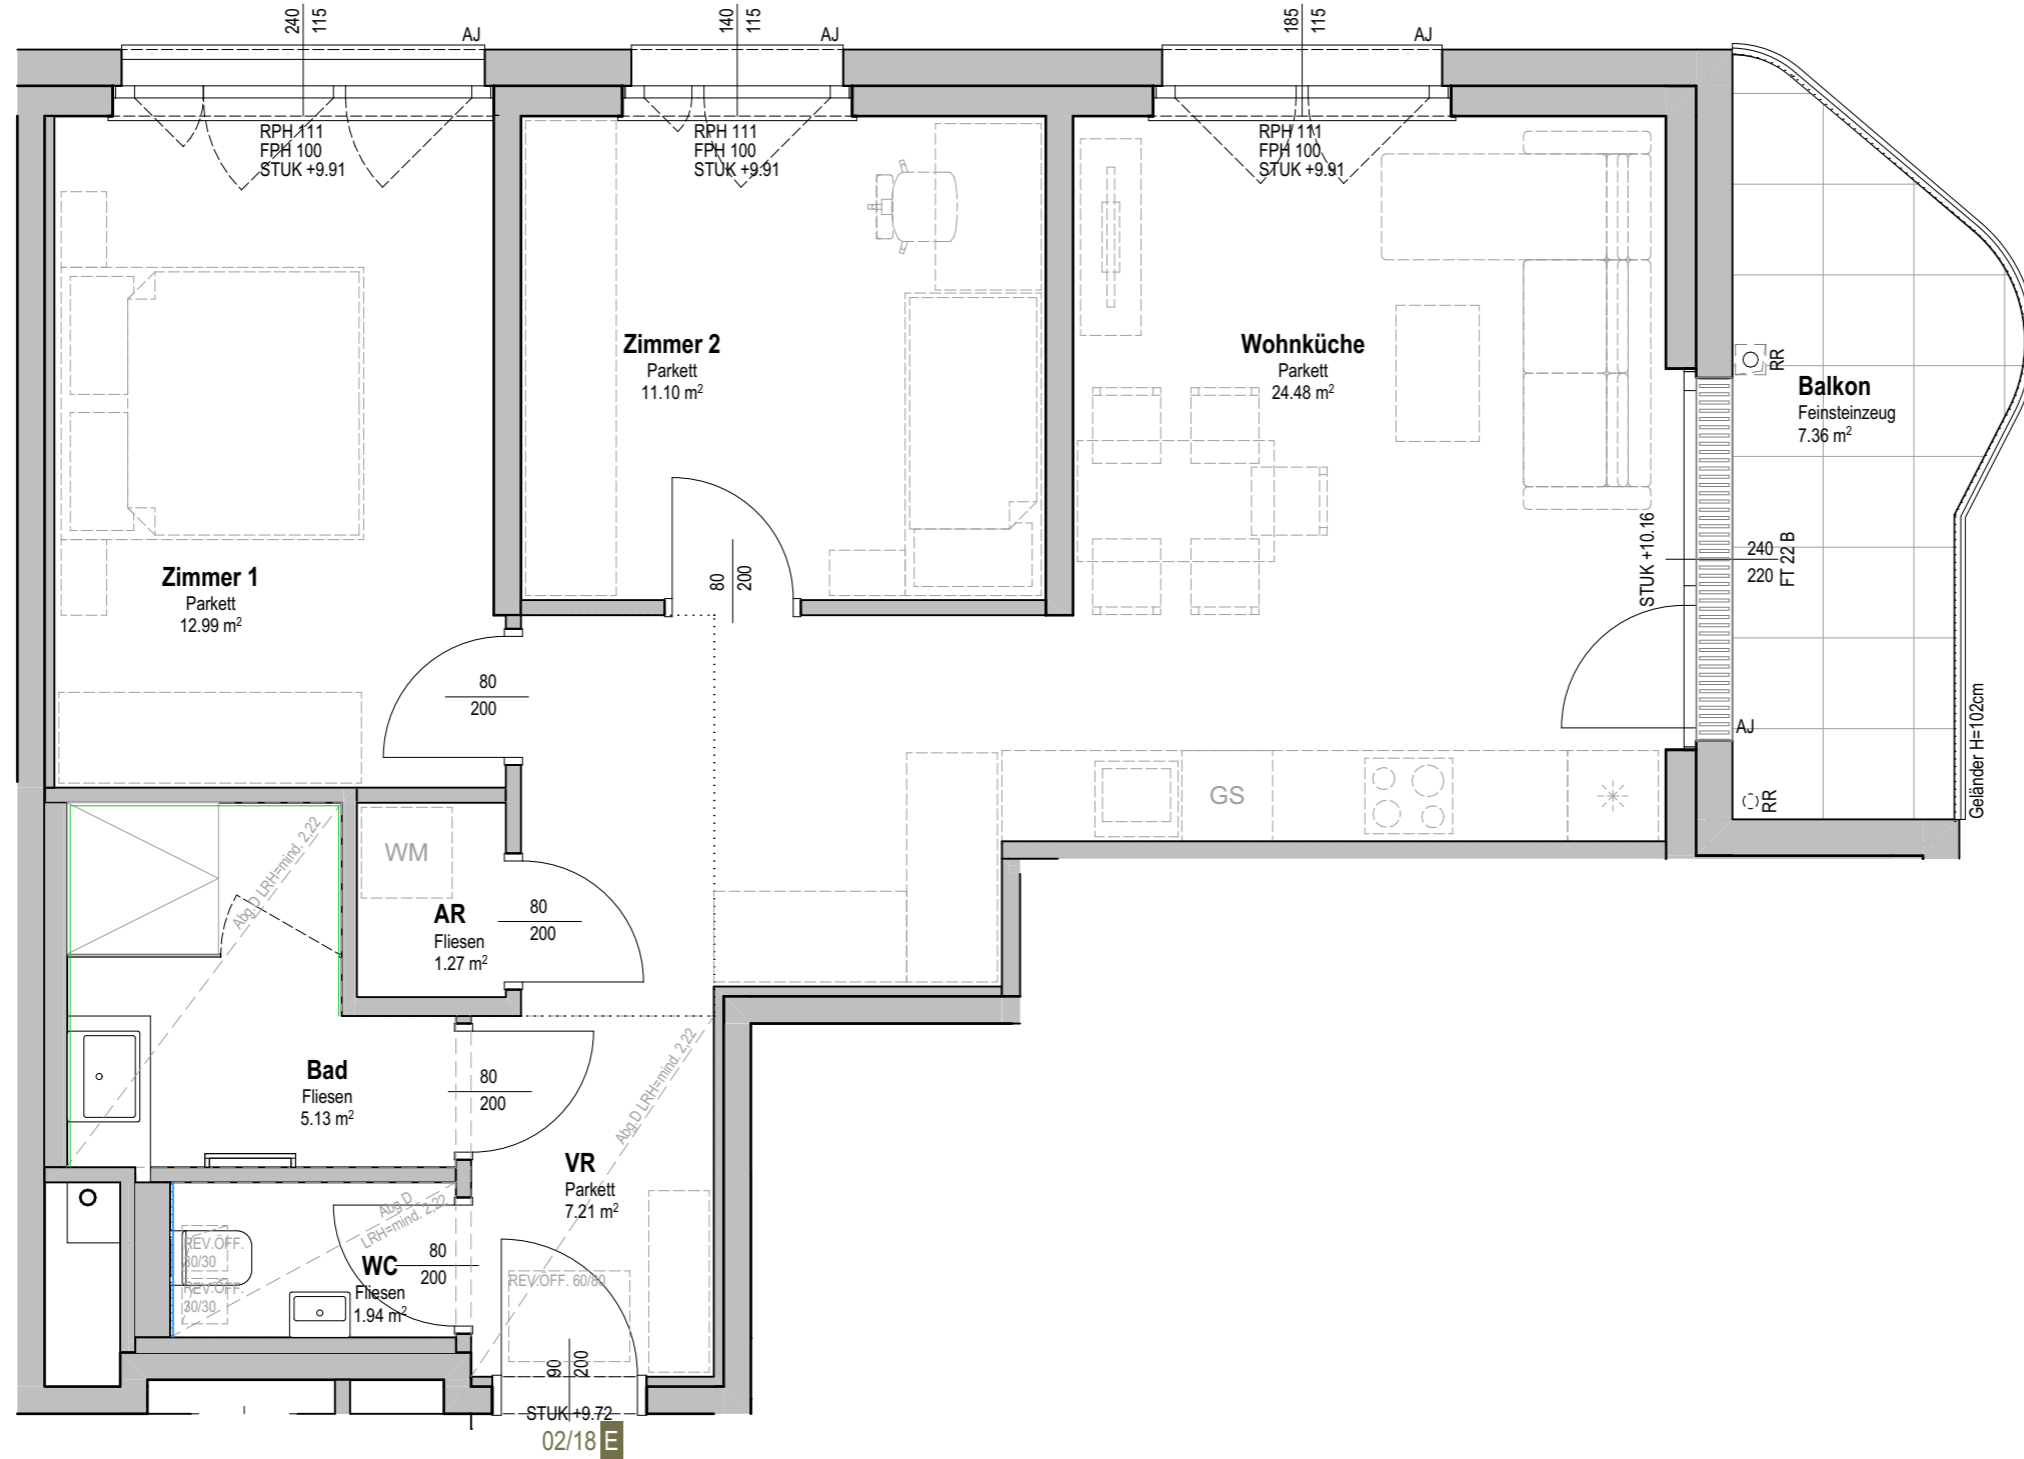 240
115
AJ
140
115
AJ
185
115
AJ
RPH 111
FPH 100
STUK +9.91
RPH 111
FPH 100
STUK +9.91
RPH 111
FPH 100
STUK +9.91
Zimmer 2
Parkett
11.10 m²
Wohnküche
Parkett
24.48 m²
RR
Balkon
Feinsteinzeug
7.36 m²
Zimmer 1
Parkett
12.99 m²
80
200
STUK +10.16
240
220
FT 22 B
80
200
AJ
Geländer H=102cm
RR
GS
WM
Abg.D LRH=mind. 2,22
AR
Fliesen
1.27 m²
80
200
Bad
Fliesen
5.13 m²
80
200
Abg.D LRH=mind. 2,22
VR
Parkett
7.21 m²
Abg.D
LRH=mind. 2,22
REV.ÖFF.
30/30
REV.ÖFF.
30/30
WC
Fliesen
1.94 m²
80
200
REV.ÖFF. 60/80
90
200
STUK +9.72
02/18 E